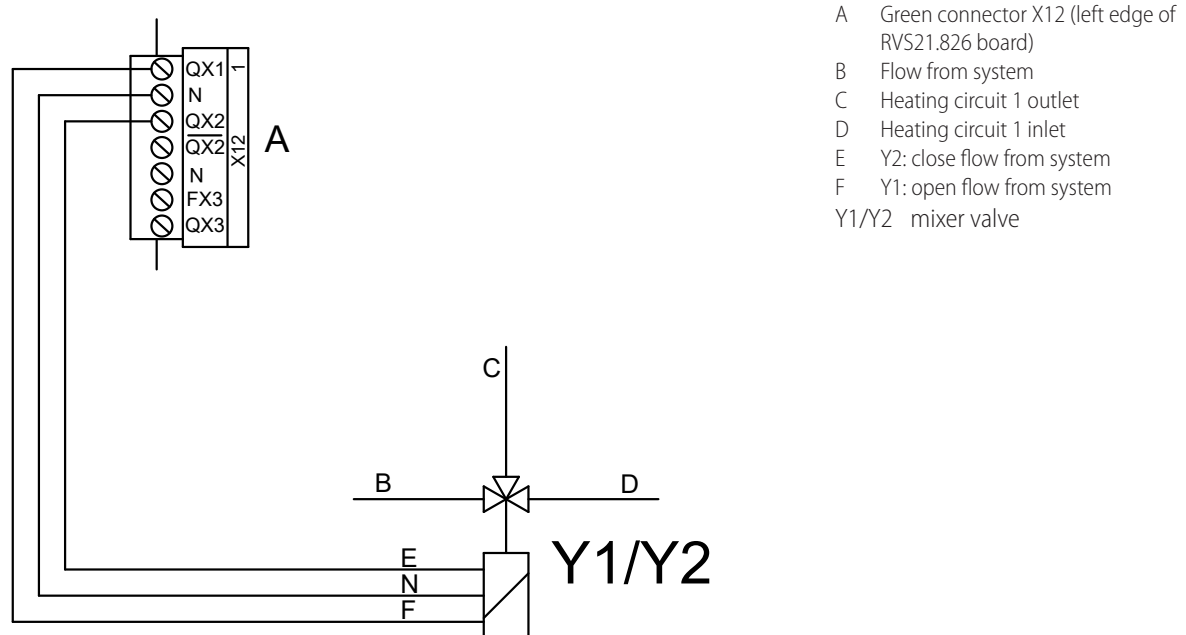 QX1
1
N
QX2
QX2
X12
N
FX3
QX3
A
C
B
D
Y1/Y2
E
N
F
A Green connector X12 (left edge of
RVS21.826 board)
B Flow from system
C Heating circuit 1 outlet
D Heating circuit 1 inlet
E Y2: close flow from system
F Y1: open flow from system
Y1/Y2 mixer valve